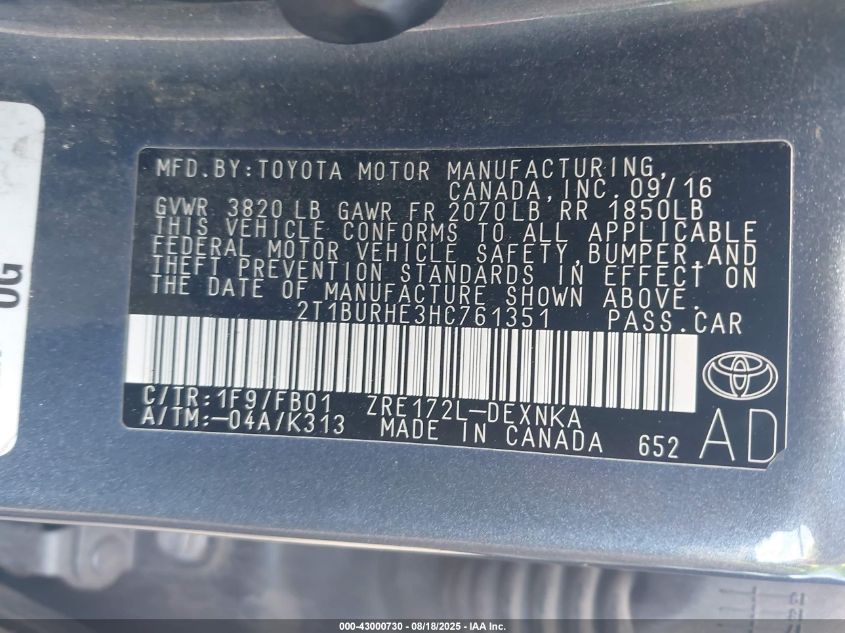 OG
MFD.BY:TOYOTA MOTOR MANUFACTURING,
CANADA,INC. 09/16
GVWR 3820 LB GAWR FR 2070LB RR 1850LB
THIS VEHICLE CONFORMS TO ALL APPLICABLE
FEDERAL MOTOR VEHICLE SAFETY,BUMPER,AND
THEFT PREVENTION STANDARDS IN EFFECT ON
THE DATE OF MANUFACTURE SHOWN ABOVE.
2T1BURHE3HC761351 PASS.CAR
C/TR:1F9/FB01 ZRE172L-DEXNKA
A/TM:-04A/K313 MADE IN CANADA 652 AD
000-43000730 - 08/18/2025 - IAA Inc.